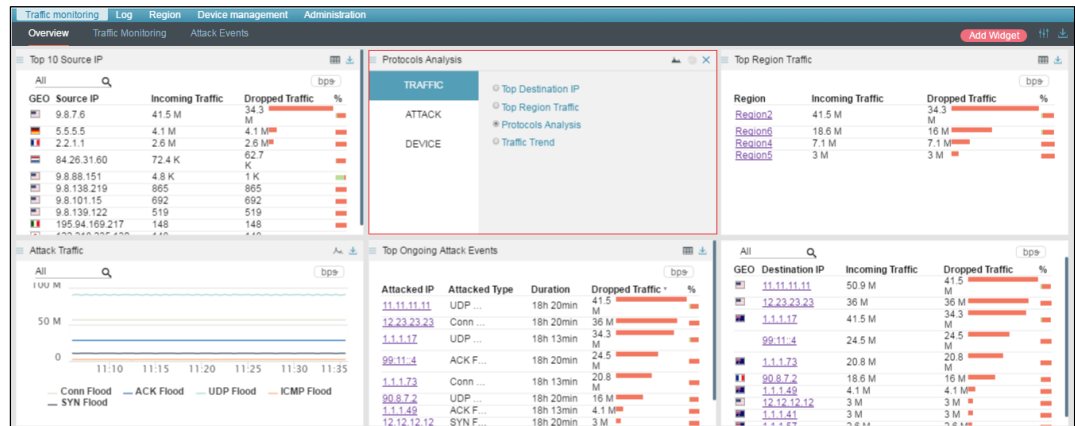 Traffic monitoring Log Region Device management Administration
Overview Traffic Monitoring Attack Events Add Widget
Top 10 Source IP
All bps
GEO Source IP Incoming Traffic Dropped Traffic %
9.8.7.6 41.5 M 34.3 M
5.5.5.5 4.1 M 4.1 M
2.2.1.1 2.6 M 2.6 M
84.26.31.60 72.4 K 62.7 K
9.8.88.151 4.8 K 1 K
9.8.138.219 865 865
9.8.101.15 692 692
9.8.139.122 519 519
195.94.169.217 148 148
Protocols Analysis
TRAFFIC
ATTACK
DEVICE
Top Destination IP
Top Region Traffic
Protocols Analysis
Traffic Trend
Top Region Traffic
bps
Region Incoming Traffic Dropped Traffic %
Region2 41.5 M 34.3 M
Region6 18.6 M 16 M
Region4 7.1 M 7.1 M
Region5 3 M 3 M
Attack Traffic
All bps
100 M
50 M
0
11:10 11:15 11:20 11:25 11:30 11:35
Conn Flood ACK Flood UDP Flood ICMP Flood
SYN Flood
Top Ongoing Attack Events
bps
Attacked IP Attacked Type Duration Dropped Traffic %
11.11.11.11 UDP ... 18h 20min 41.5 M
12.23.23.23 Conn ... 18h 20min 36 M
1.1.1.17 UDP ... 18h 13min 34.3 M
99:11::4 ACK F... 18h 20min 24.5 M
1.1.1.73 Conn ... 18h 13min 20.8 M
90.8.7.2 UDP ... 18h 20min 16 M
1.1.1.49 ACK F... 18h 13min 4.1 M
12.12.12.12 SYN F... 18h 20min 3 M
All bps
GEO Destination IP Incoming Traffic Dropped Traffic %
11.11.11.11 50.9 M 41.5 M
12.23.23.23 36 M 36 M
1.1.1.17 41.5 M 34.3 M
99:11::4 24.5 M 24.5 M
1.1.1.73 20.8 M 20.8 M
90.8.7.2 18.6 M 16 M
1.1.1.49 4.1 M 4.1 M
12.12.12.12 3 M 3 M
1.1.1.41 3 M 3 M